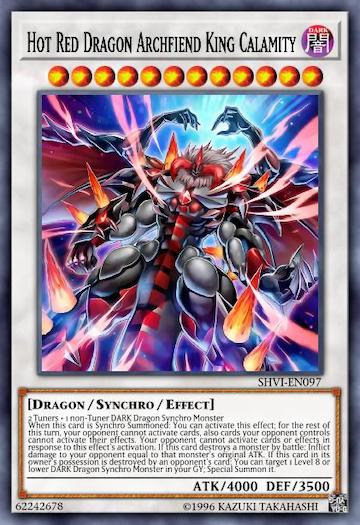 HOT RED DRAGON ARCHFIEND KING CALAMITY
DARK
闇
SHVI-EN097
[DRAGON / SYNCHRO / EFFECT]
2 Tuners + 1 non-Tuner DARK Dragon Synchro Monster
When this card is Synchro Summoned: You can activate this effect; for the rest of
this turn, your opponent cannot activate cards, also cards your opponent controls
cannot activate their effects. Your opponent cannot activate cards or effects in
response to this effect's activation. If this card destroys a monster by battle: Inflict
damage to your opponent equal to that monster's original ATK. If this card in its
owner's possession is destroyed by an opponent's card: You can target 1 Level 8 or
lower DARK Dragon Synchro Monster in your GY; Special Summon it.
ATK/4000 DEF/3500
62242678
©1996 KAZUKI TAKAHASHI